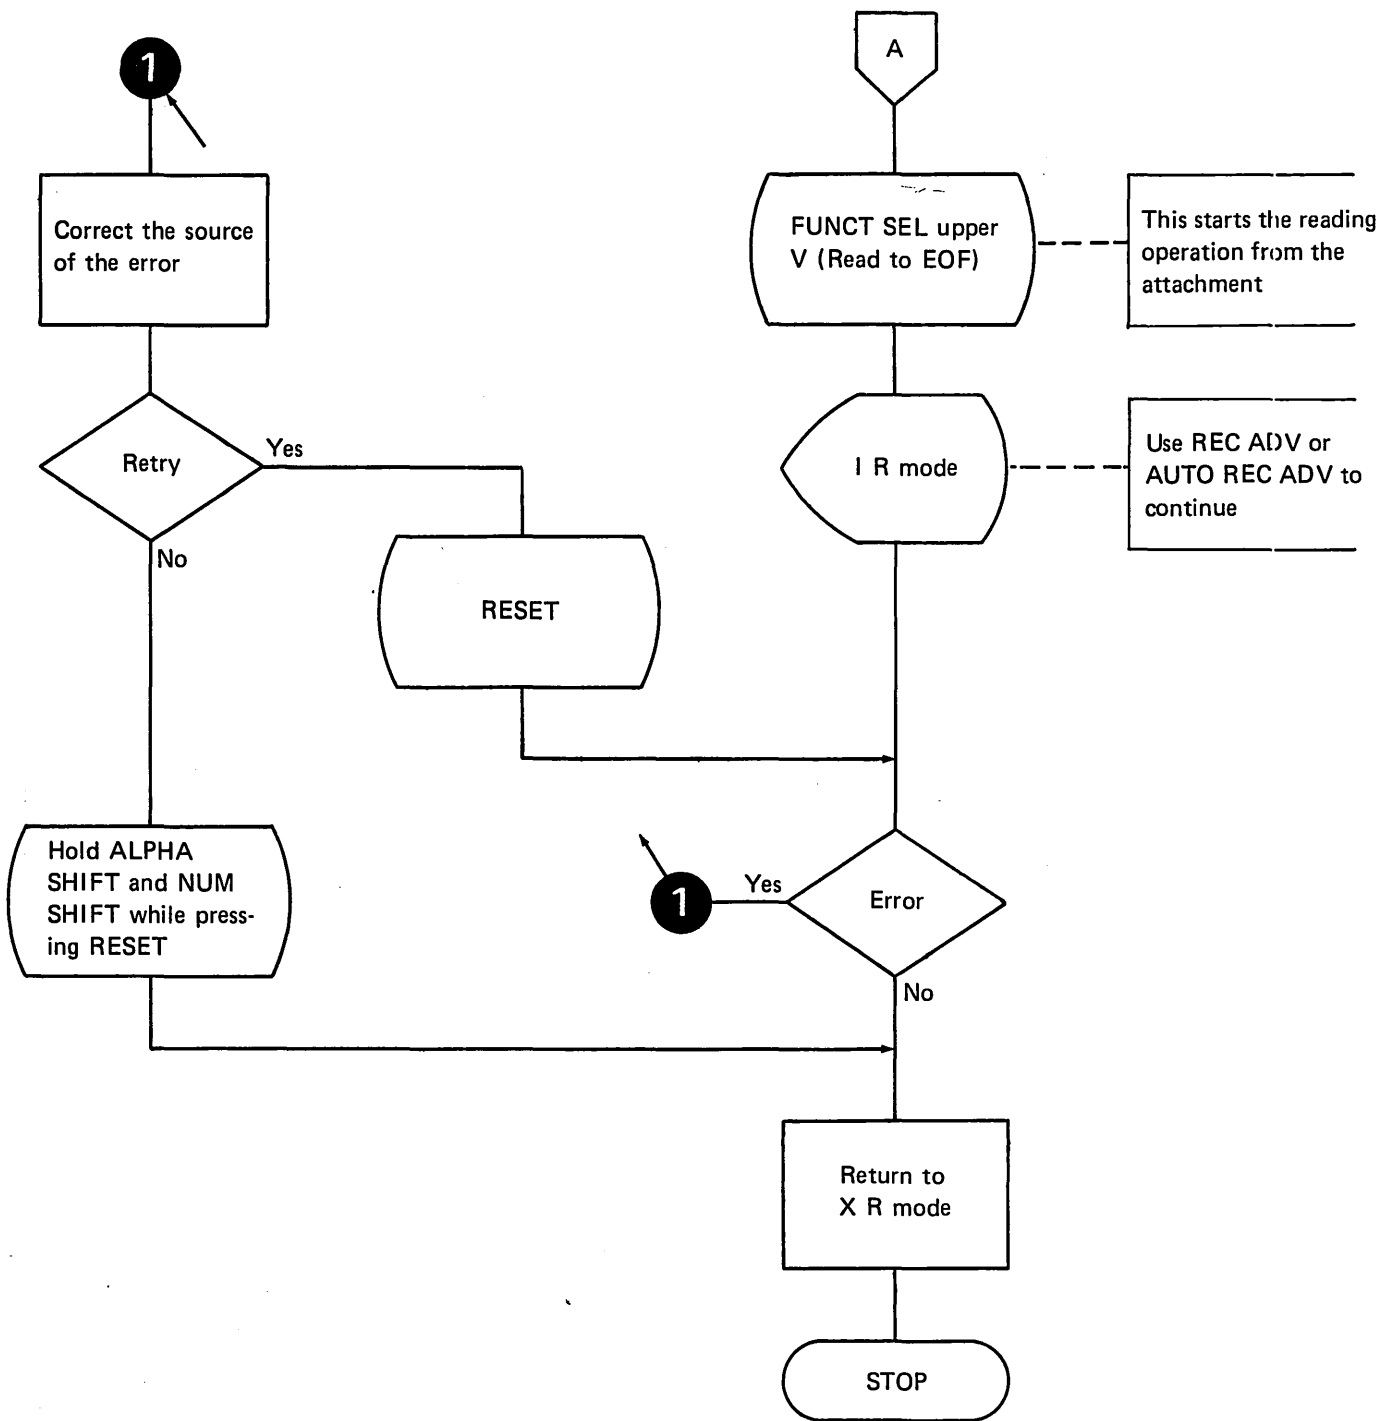 1
Correct the source
of the error
Retry
Yes
No
RESET
Hold ALPHA
SHIFT and NUM
SHIFT while press-
ing RESET
A
FUNCT SEL upper
V (Read to EOF)
This starts the reading
operation from the
attachment
I R mode
Use REC ADV or
AUTO REC ADV to
continue
1
Yes
Error
No
Return to
X R mode
STOP